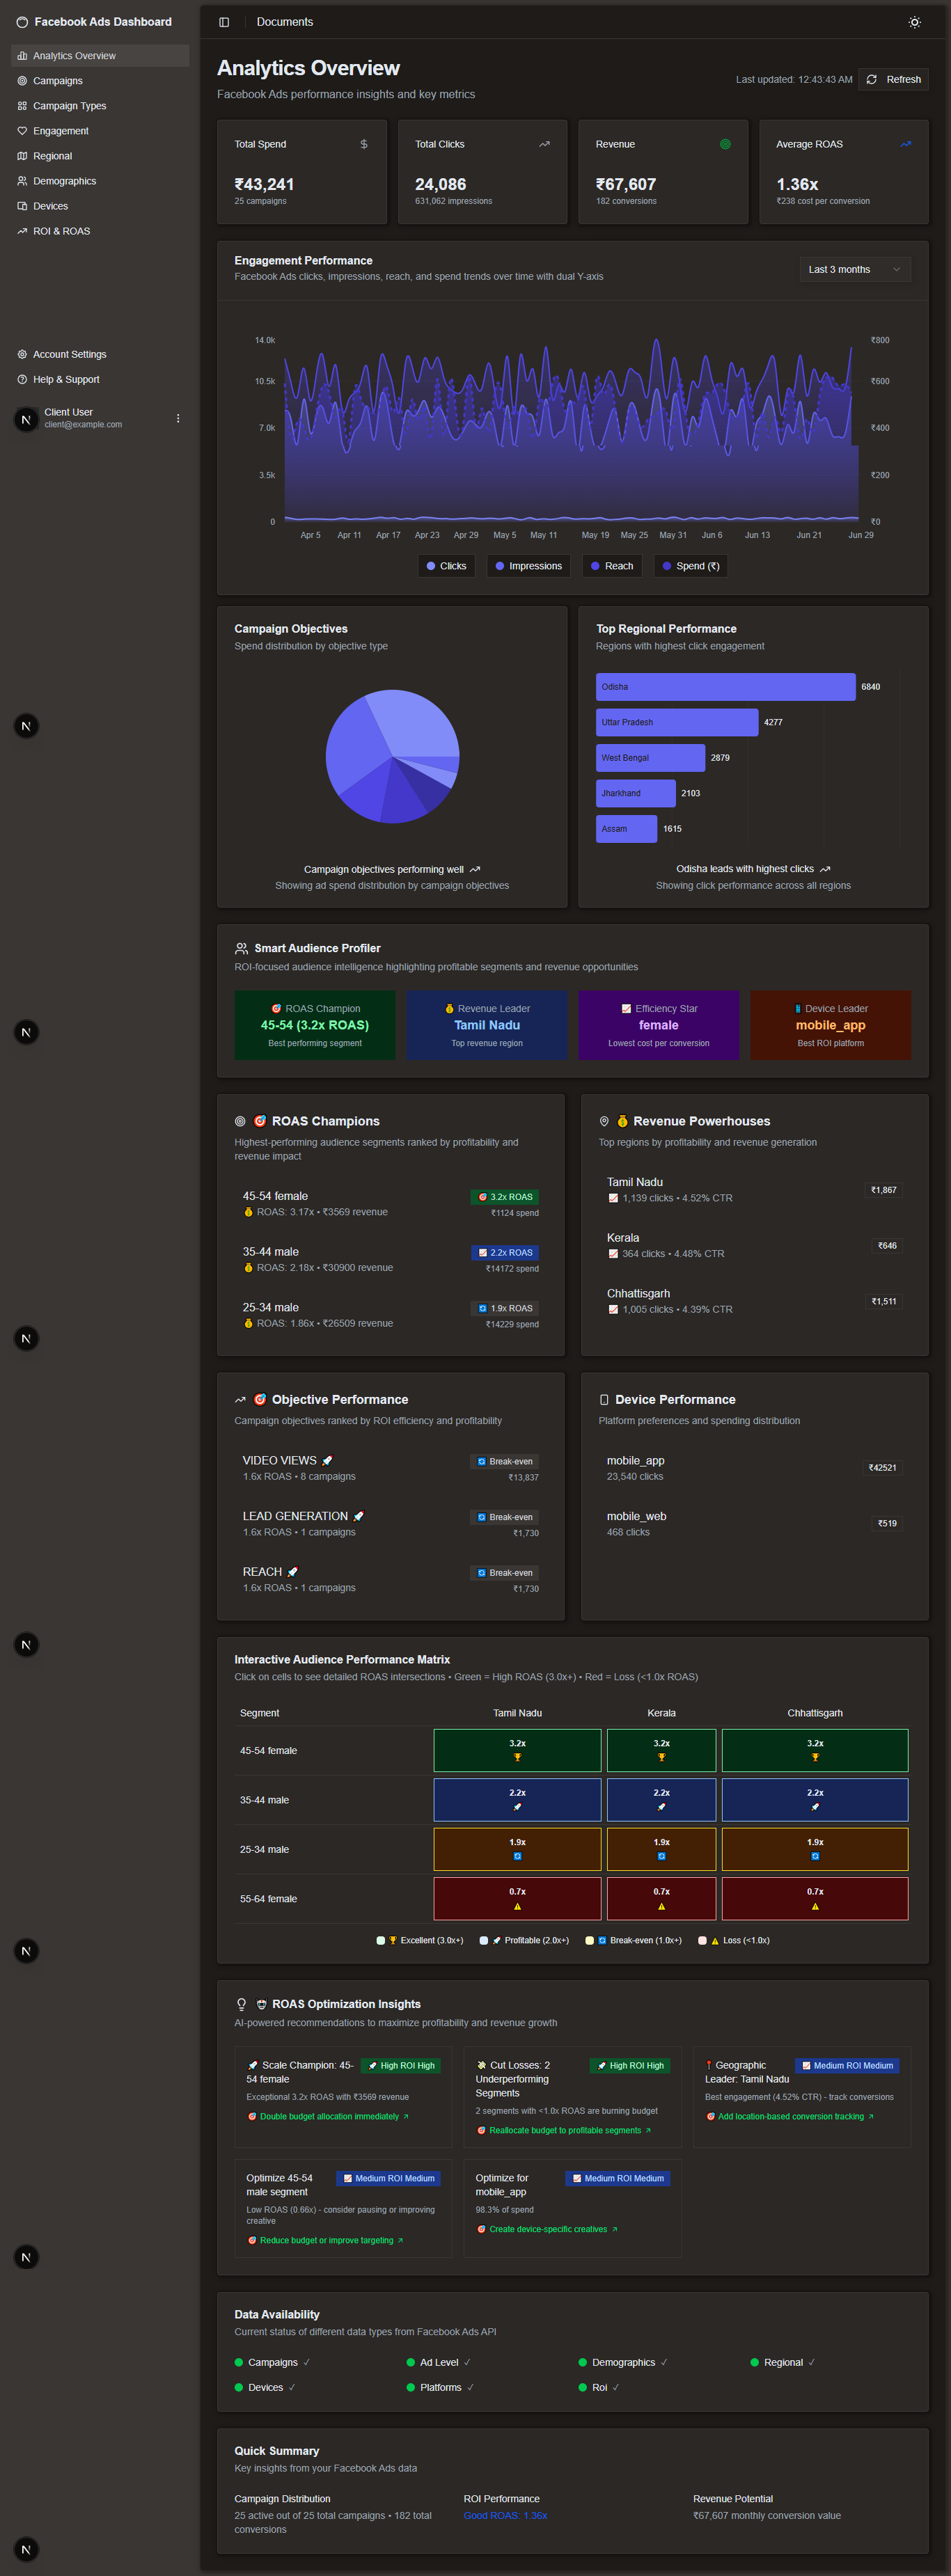 Facebook Ads Dashboard
Analytics Overview
Campaigns
Campaign Types
Engagement
Regional
Demographics
Devices
ROI & ROAS
Account Settings
Help & Support
N
Client User
client@example.com
N
N
N
N
N
N
N
Documents
Analytics Overview
Facebook Ads performance insights and key metrics
Last updated: 12:43:43 AM
Refresh
Total Spend
₹43,241
25 campaigns
Total Clicks
24,086
631,062 impressions
Revenue
₹67,607
182 conversions
Average ROAS
1.36x
₹238 cost per conversion
Engagement Performance
Facebook Ads clicks, impressions, reach, and spend trends over time with dual Y-axis
Last 3 months
14.0k
10.5k
7.0k
3.5k
0
₹800
₹600
₹400
₹200
₹0
Apr 5 Apr 11 Apr 17 Apr 23 Apr 29 May 5 May 11 May 19 May 25 May 31 Jun 6 Jun 13 Jun 21 Jun 29
Clicks Impressions Reach Spend (₹)
Campaign Objectives
Spend distribution by objective type
Campaign objectives performing well
Showing ad spend distribution by campaign objectives
Top Regional Performance
Regions with highest click engagement
Odisha 6840
Uttar Pradesh 4277
West Bengal 2879
Jharkhand 2103
Assam 1615
Odisha leads with highest clicks
Showing click performance across all regions
Smart Audience Profiler
ROI-focused audience intelligence highlighting profitable segments and revenue opportunities
🎯 ROAS Champion
45-54 (3.2x ROAS)
Best performing segment
💰 Revenue Leader
Tamil Nadu
Top revenue region
📈 Efficiency Star
female
Lowest cost per conversion
📱 Device Leader
mobile_app
Best ROI platform
🎯 ROAS Champions
Highest-performing audience segments ranked by profitability and
revenue impact
45-54 female
💰 ROAS: 3.17x • ₹3569 revenue
🎯 3.2x ROAS
₹1124 spend
35-44 male
💰 ROAS: 2.18x • ₹30900 revenue
📈 2.2x ROAS
₹14172 spend
25-34 male
💰 ROAS: 1.86x • ₹26509 revenue
🔄 1.9x ROAS
₹14229 spend
💰 Revenue Powerhouses
Top regions by profitability and revenue generation
Tamil Nadu
📈 1,139 clicks • 4.52% CTR
₹1,867
Kerala
📈 364 clicks • 4.48% CTR
₹646
Chhattisgarh
📈 1,005 clicks • 4.39% CTR
₹1,511
🎯 Objective Performance
Campaign objectives ranked by ROI efficiency and profitability
VIDEO VIEWS 🚀
1.6x ROAS • 8 campaigns
🔄 Break-even
₹13,837
LEAD GENERATION 🚀
1.6x ROAS • 1 campaigns
🔄 Break-even
₹1,730
REACH 🚀
1.6x ROAS • 1 campaigns
🔄 Break-even
₹1,730
Device Performance
Platform preferences and spending distribution
mobile_app
23,540 clicks
₹42521
mobile_web
468 clicks
₹519
Interactive Audience Performance Matrix
Click on cells to see detailed ROAS intersections • Green = High ROAS (3.0x+) • Red = Loss (<1.0x ROAS)
Segment Tamil Nadu Kerala Chhattisgarh
45-54 female 3.2x 3.2x 3.2x
🏆 🏆 🏆
35-44 male 2.2x 2.2x 2.2x
🚀 🚀 🚀
25-34 male 1.9x 1.9x 1.9x
🔄 🔄 🔄
55-64 female 0.7x 0.7x 0.7x
⚠️ ⚠️ ⚠️
🏆 Excellent (3.0x+) 🚀 Profitable (2.0x+) 🔄 Break-even (1.0x+) ⚠️ Loss (<1.0x)
🤖 ROAS Optimization Insights
AI-powered recommendations to maximize profitability and revenue growth
🚀 Scale Champion: 45-
54 female
🚀 High ROI High
Exceptional 3.2x ROAS with ₹3569 revenue
🎯 Double budget allocation immediately ↗
💸 Cut Losses: 2
Underperforming
Segments
🚀 High ROI High
2 segments with <1.0x ROAS are burning budget
🎯 Reallocate budget to profitable segments ↗
📍 Geographic
Leader: Tamil Nadu
📈 Medium ROI Medium
Best engagement (4.52% CTR) - track conversions
🎯 Add location-based conversion tracking ↗
Optimize 45-54
male segment
📈 Medium ROI Medium
Low ROAS (0.66x) - consider pausing or improving
creative
🎯 Reduce budget or improve targeting ↗
Optimize for
mobile_app
📈 Medium ROI Medium
98.3% of spend
🎯 Create device-specific creatives ↗
Data Availability
Current status of different data types from Facebook Ads API
Campaigns ✓ Ad Level ✓ Demographics ✓ Regional ✓
Devices ✓ Platforms ✓ Roi ✓
Quick Summary
Key insights from your Facebook Ads data
Campaign Distribution
25 active out of 25 total campaigns • 182 total
conversions
ROI Performance
Good ROAS: 1.36x
Revenue Potential
₹67,607 monthly conversion value